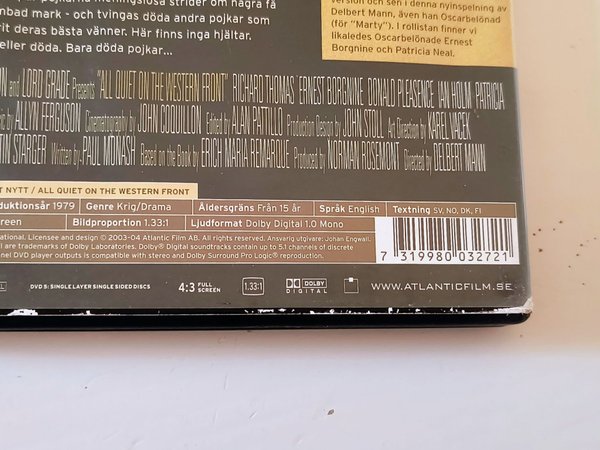 meningslösa strider om några få
nbad mark - och tvingas döda andra pojkar som
rit deras bästa vänner. Här finns inga hjältar.
eller döda. Bara döda pojkar...
version och sen i denna nyinspelning av
Delbert Mann, även han Oscarbelönad
(för "Marty"). I rollistan finner vi
likaledes Oscarbelönade Ernest
Borgnine och Patricia Neal.
WN and LORD GRADE Presents "ALL QUIET ON THE WESTERN FRONT" RICHARD THOMAS ERNEST BORGNINE DONALD PLEASENCE IAN HOLM PATRICIA
by ALLYN FERGUSON Cinematography by JOHN COQUILLON Edited by ALAN PATTILLO Production Design by JOHN STOLL Art Direction by KAREL VACEK
TIN STARGER Written by PAUL MONASH Based on the Book by ERICH MARIA REMARQUE Produced by NORMAN ROSEMONT Directed by DELBERT MANN
T NYTT / ALL QUIET ON THE WESTERN FRONT
duktionsår 1979 Genre Krig/Drama Åldersgräns Från 15 år Språk English Textning SV, NO, DK, FI
creen Bildproportion 1.33:1 Ljudformat Dolby Digital 1.0 Mono
national. Licensee and design © 2003-04 Atlantic Film AB. All rights reserved. Ansvarig utgivare: Johan Engwall.
l are trademarks of Dolby Laboratories. Dolby Digital soundtracks contain up to 5.1 channels of discrete
nel DVD player outputs is compatible with stereo and Dolby Surround Pro Logic® reproduction.
7 319980 032721
DVD 5: SINGLE LAYER SINGLE SIDED DISCS 4:3 FULL SCREEN 1.33:1 DOLBY DIGITAL WWW.ATLANTICFILM.SE